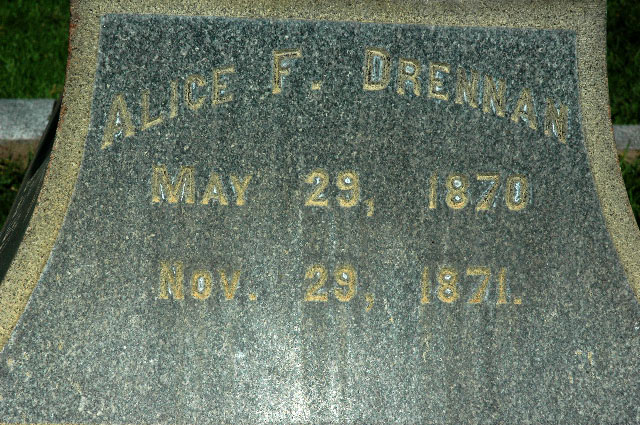 Alice F. Drennan
May 29, 1870
Nov. 29, 1871.